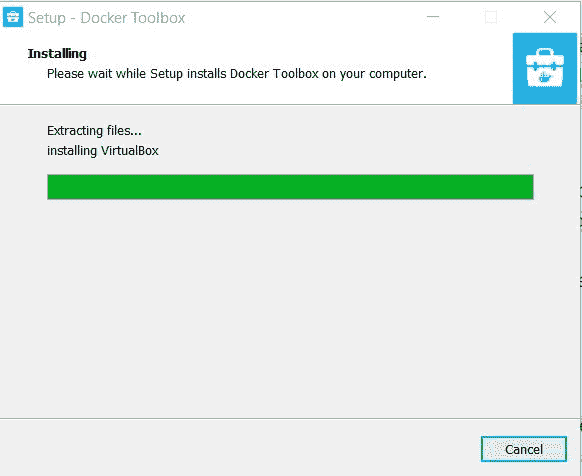 Setup - Docker Toolbox
Installing
Please wait while Setup installs Docker Toolbox on your computer.
Extracting files...
installing VirtualBox
Cancel